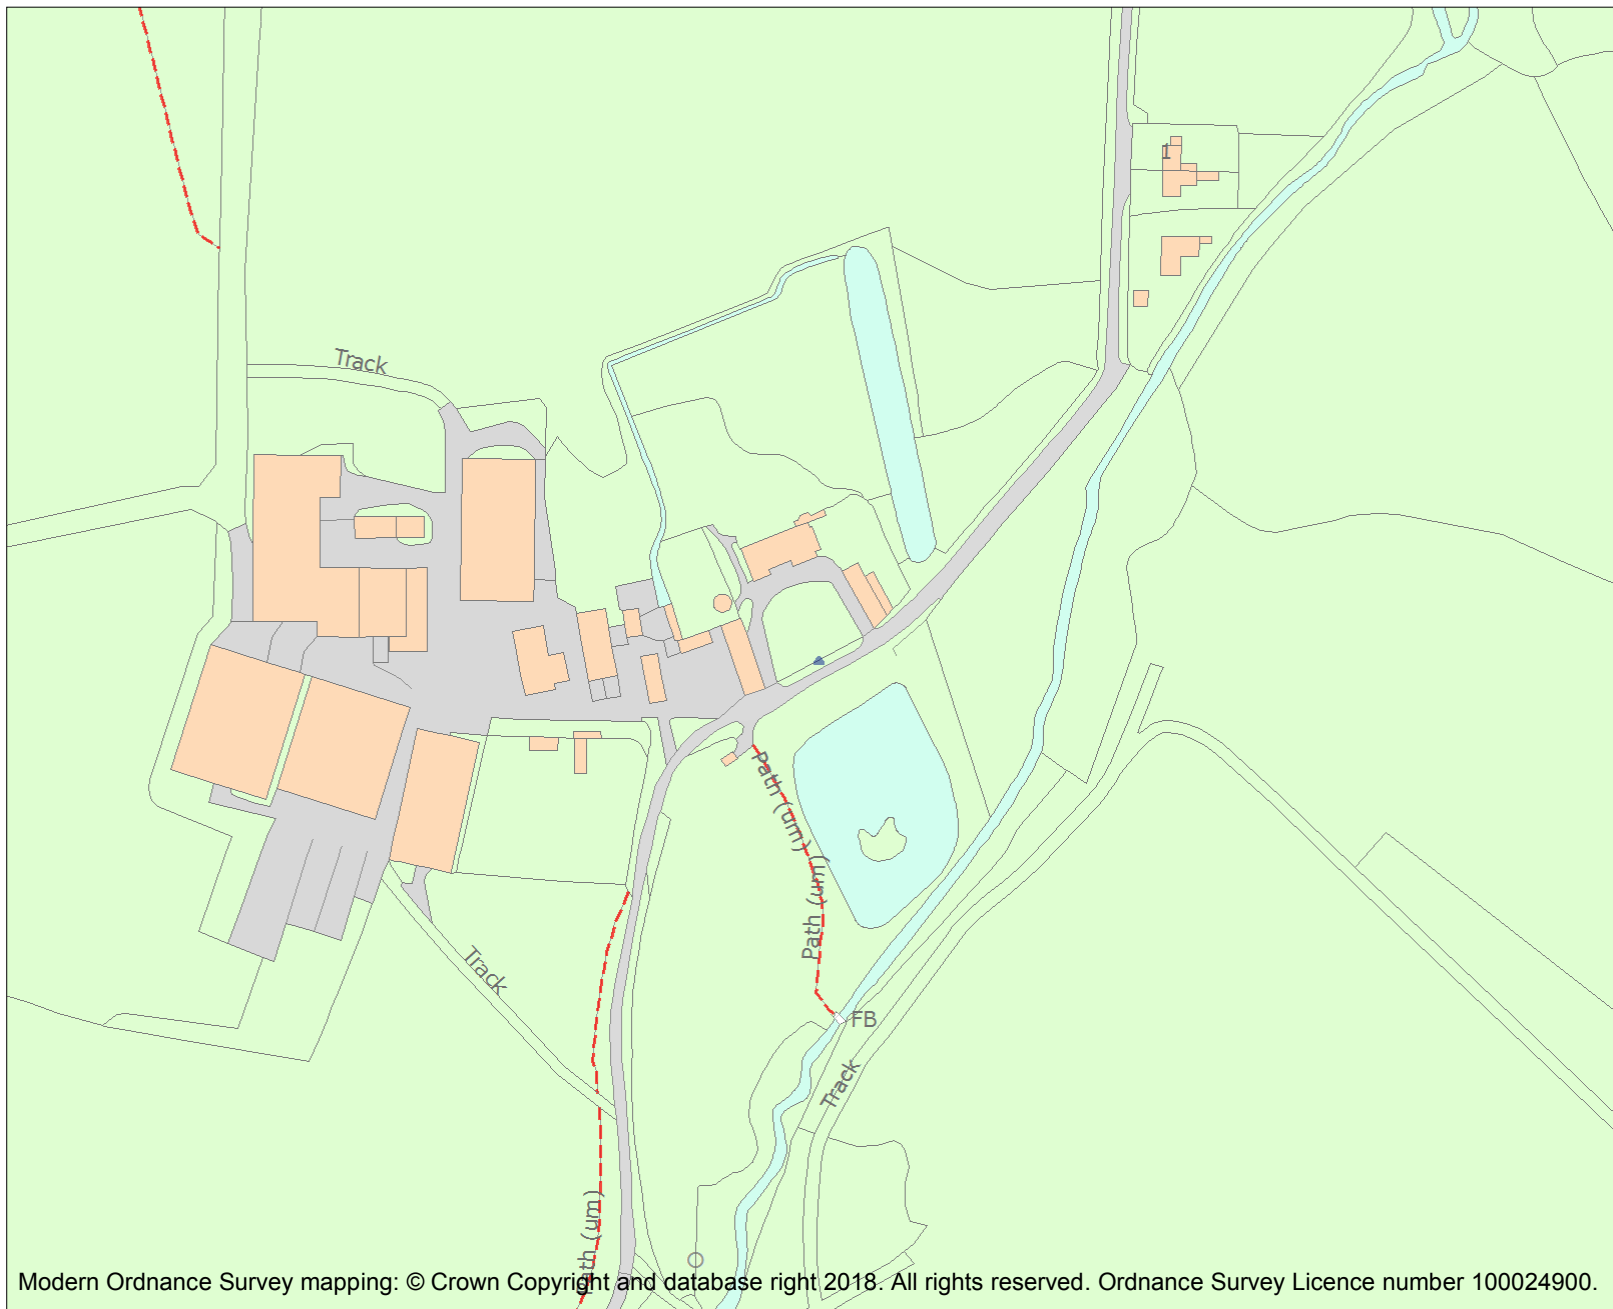 1
Track
Path (um)
Path (um)
Track
FB
Track
Path (um)
Modern Ordnance Survey mapping: © Crown Copyright and database right 2018. All rights reserved. Ordnance Survey Licence number 100024900.